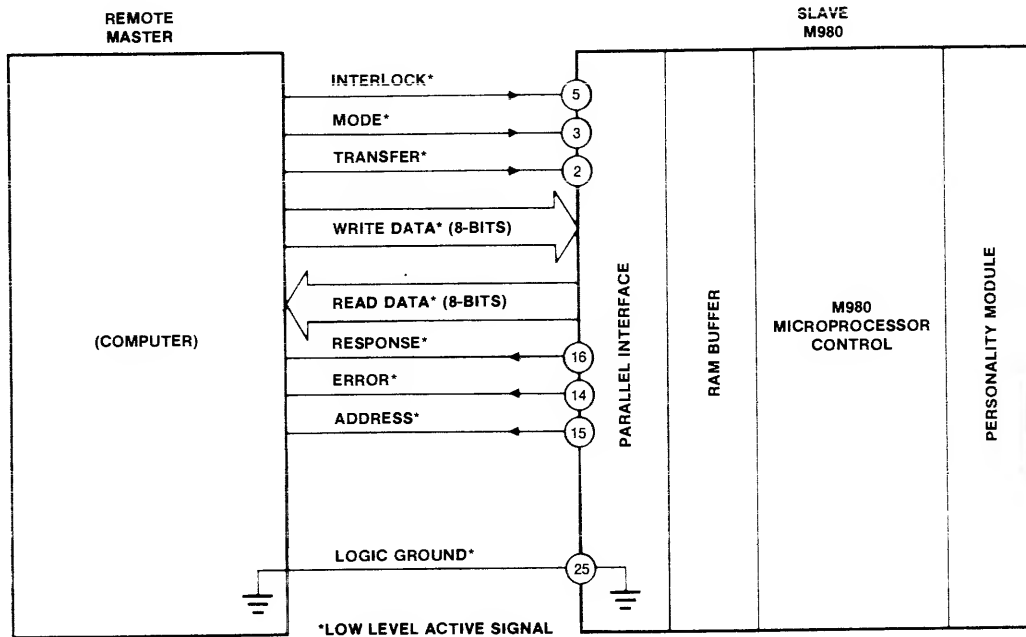 REMOTE
MASTER
SLAVE
M980
INTERLOCK*
5
MODE*
3
TRANSFER*
2
WRITE DATA* (8-BITS)
READ DATA* (8-BITS)
(COMPUTER)
RESPONSE*
16
ERROR*
14
ADDRESS*
15
PARALLEL INTERFACE
RAM BUFFER
M980
MICROPROCESSOR
CONTROL
PERSONALITY MODULE
LOGIC GROUND*
25
*LOW LEVEL ACTIVE SIGNAL